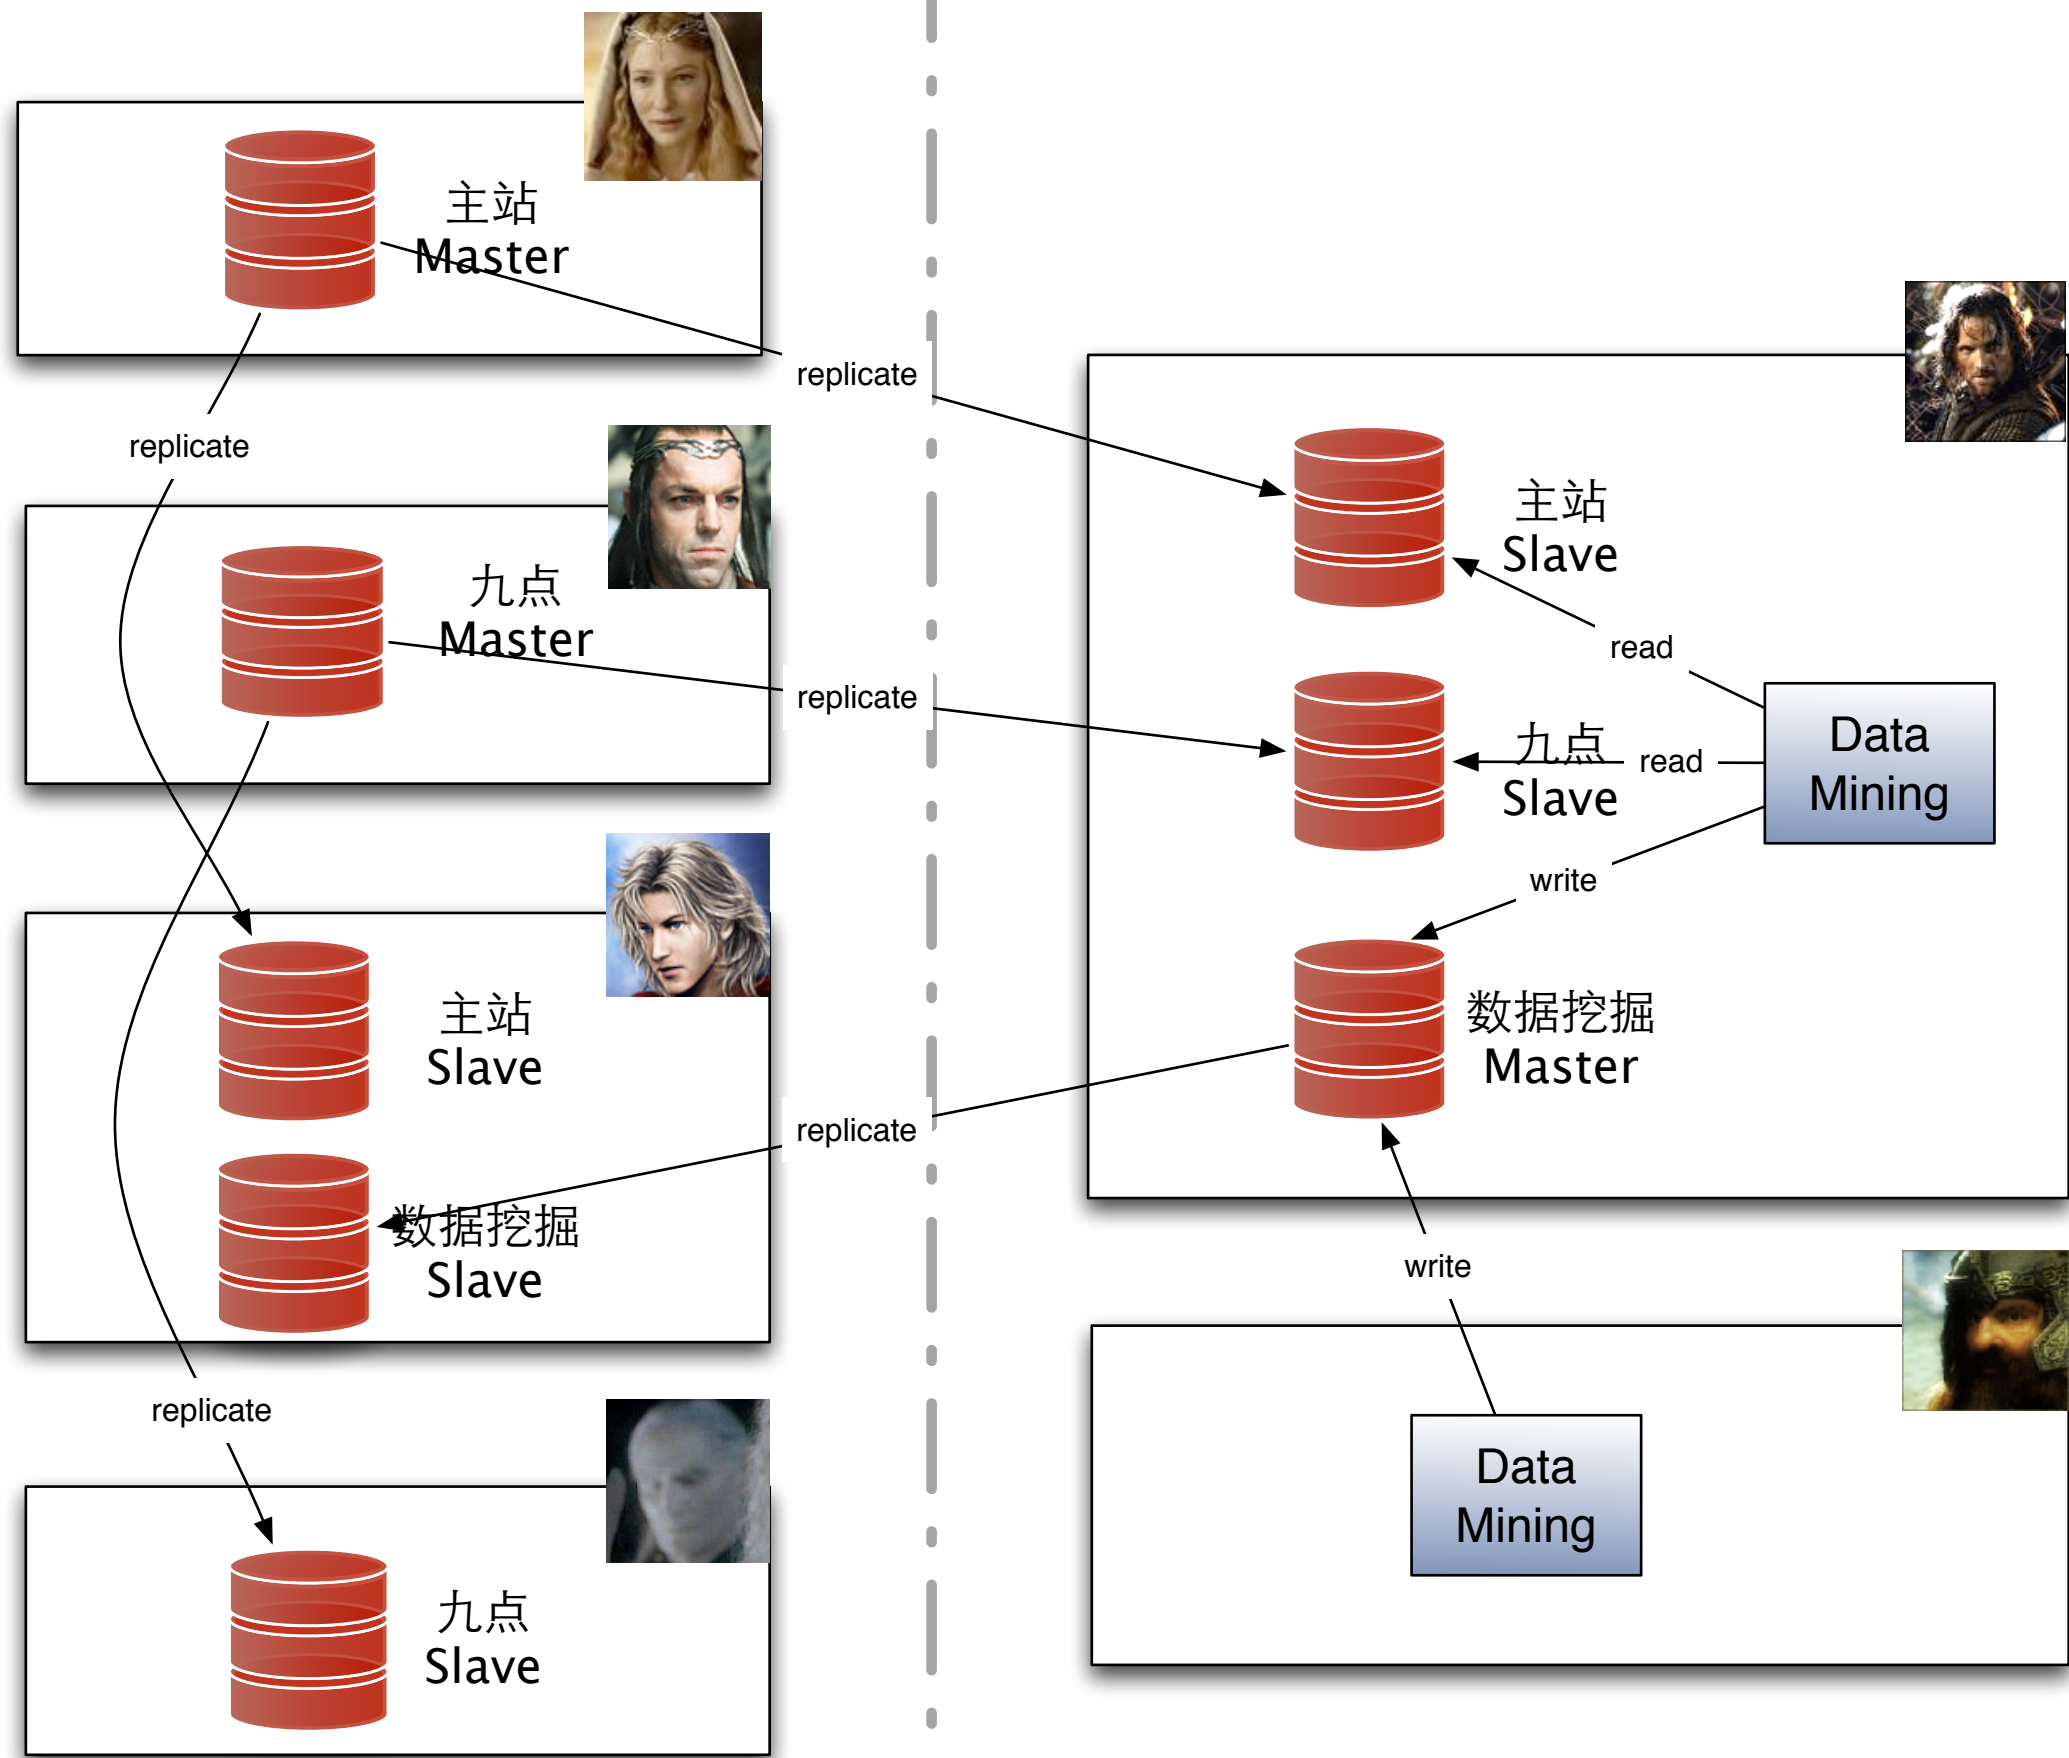 主站
Master
replicate
replicate
九点
Master
replicate
主站
Slave
数据挖掘
Slave
replicate
replicate
九点
Slave
主站
Slave
read
九点
Slave
read
Data
Mining
write
数据挖掘
Master
write
Data
Mining